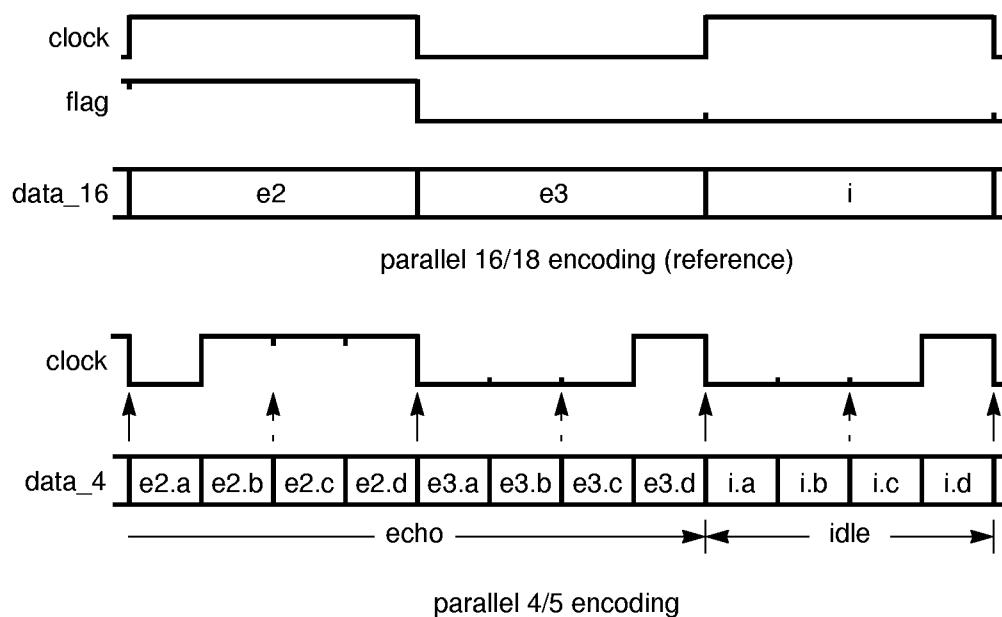 clock
flag
data_16 e2 e3 i
parallel 16/18 encoding (reference)
clock
data_4 e2.a e2.b e2.c e2.d e3.a e3.b e3.c e3.d i.a i.b i.c i.d
echo idle
parallel 4/5 encoding